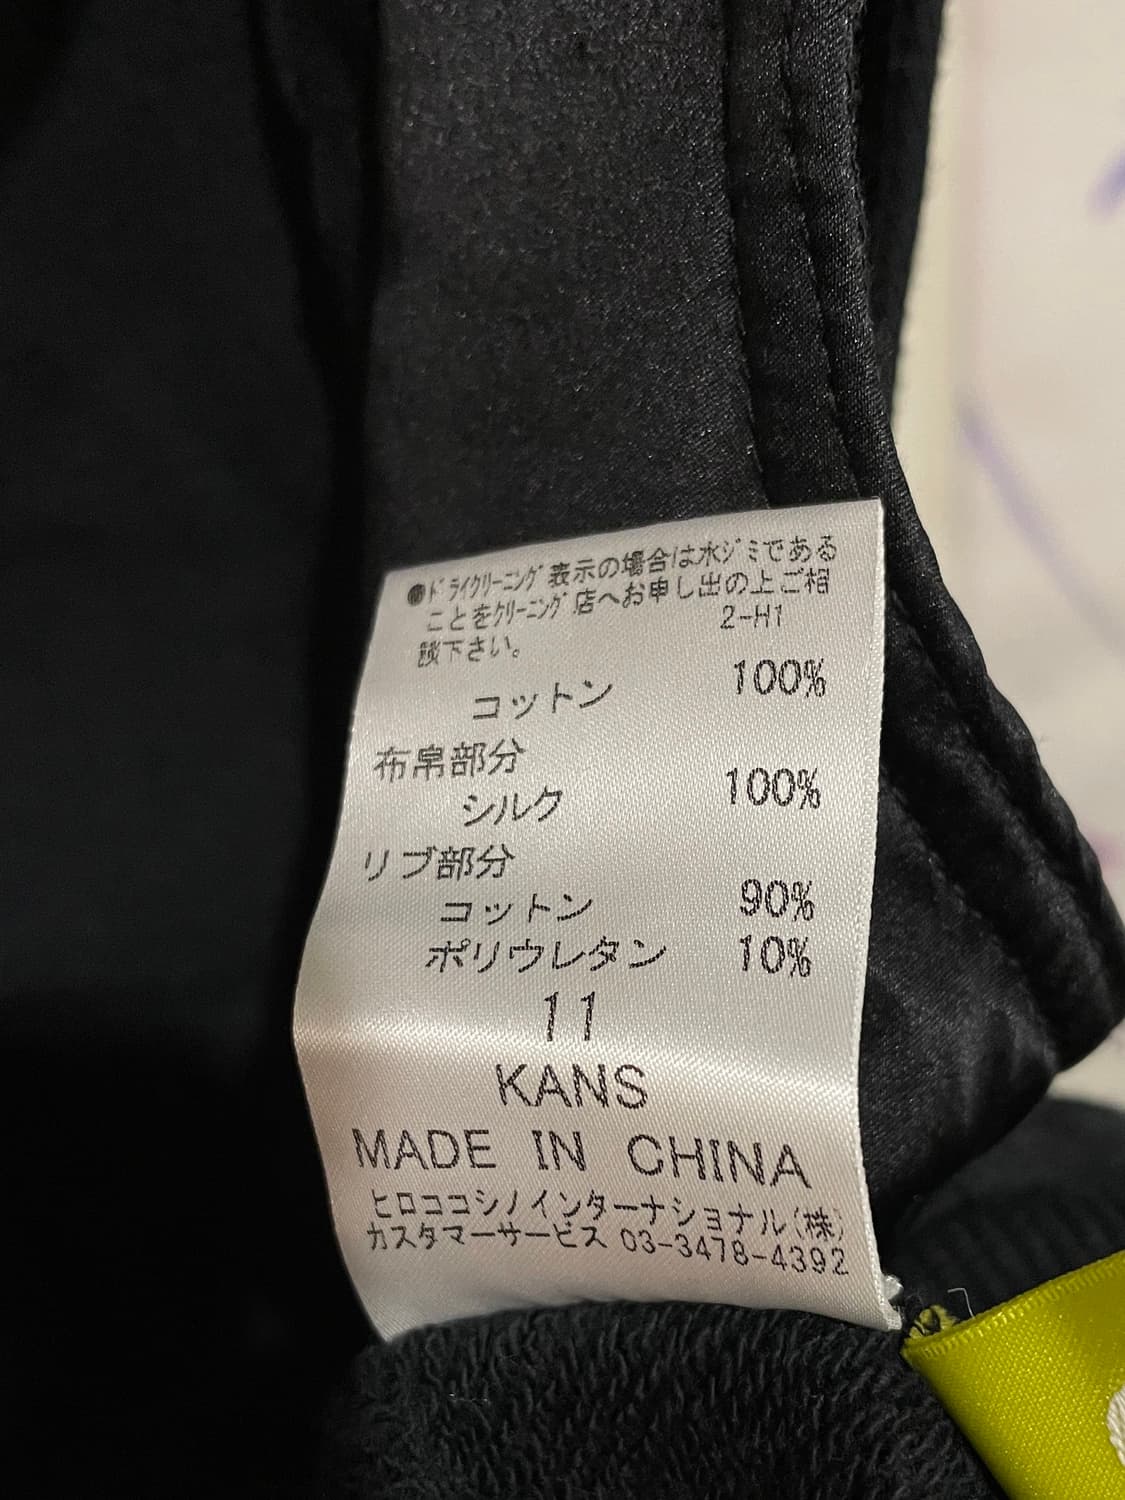 ●ドライクリーニング表示の場合は水ジミである
ことをクリーニング店へお申し出の上ご相
談下さい。
2-H1
コットン 100%
布帛部分
シルク 100%
リブ部分
コットン 90%
ポリウレタン 10%
11
KANS
MADE IN CHINA
ヒロココシノインターナショナル(株)
カスタマーサービス 03-3478-4392